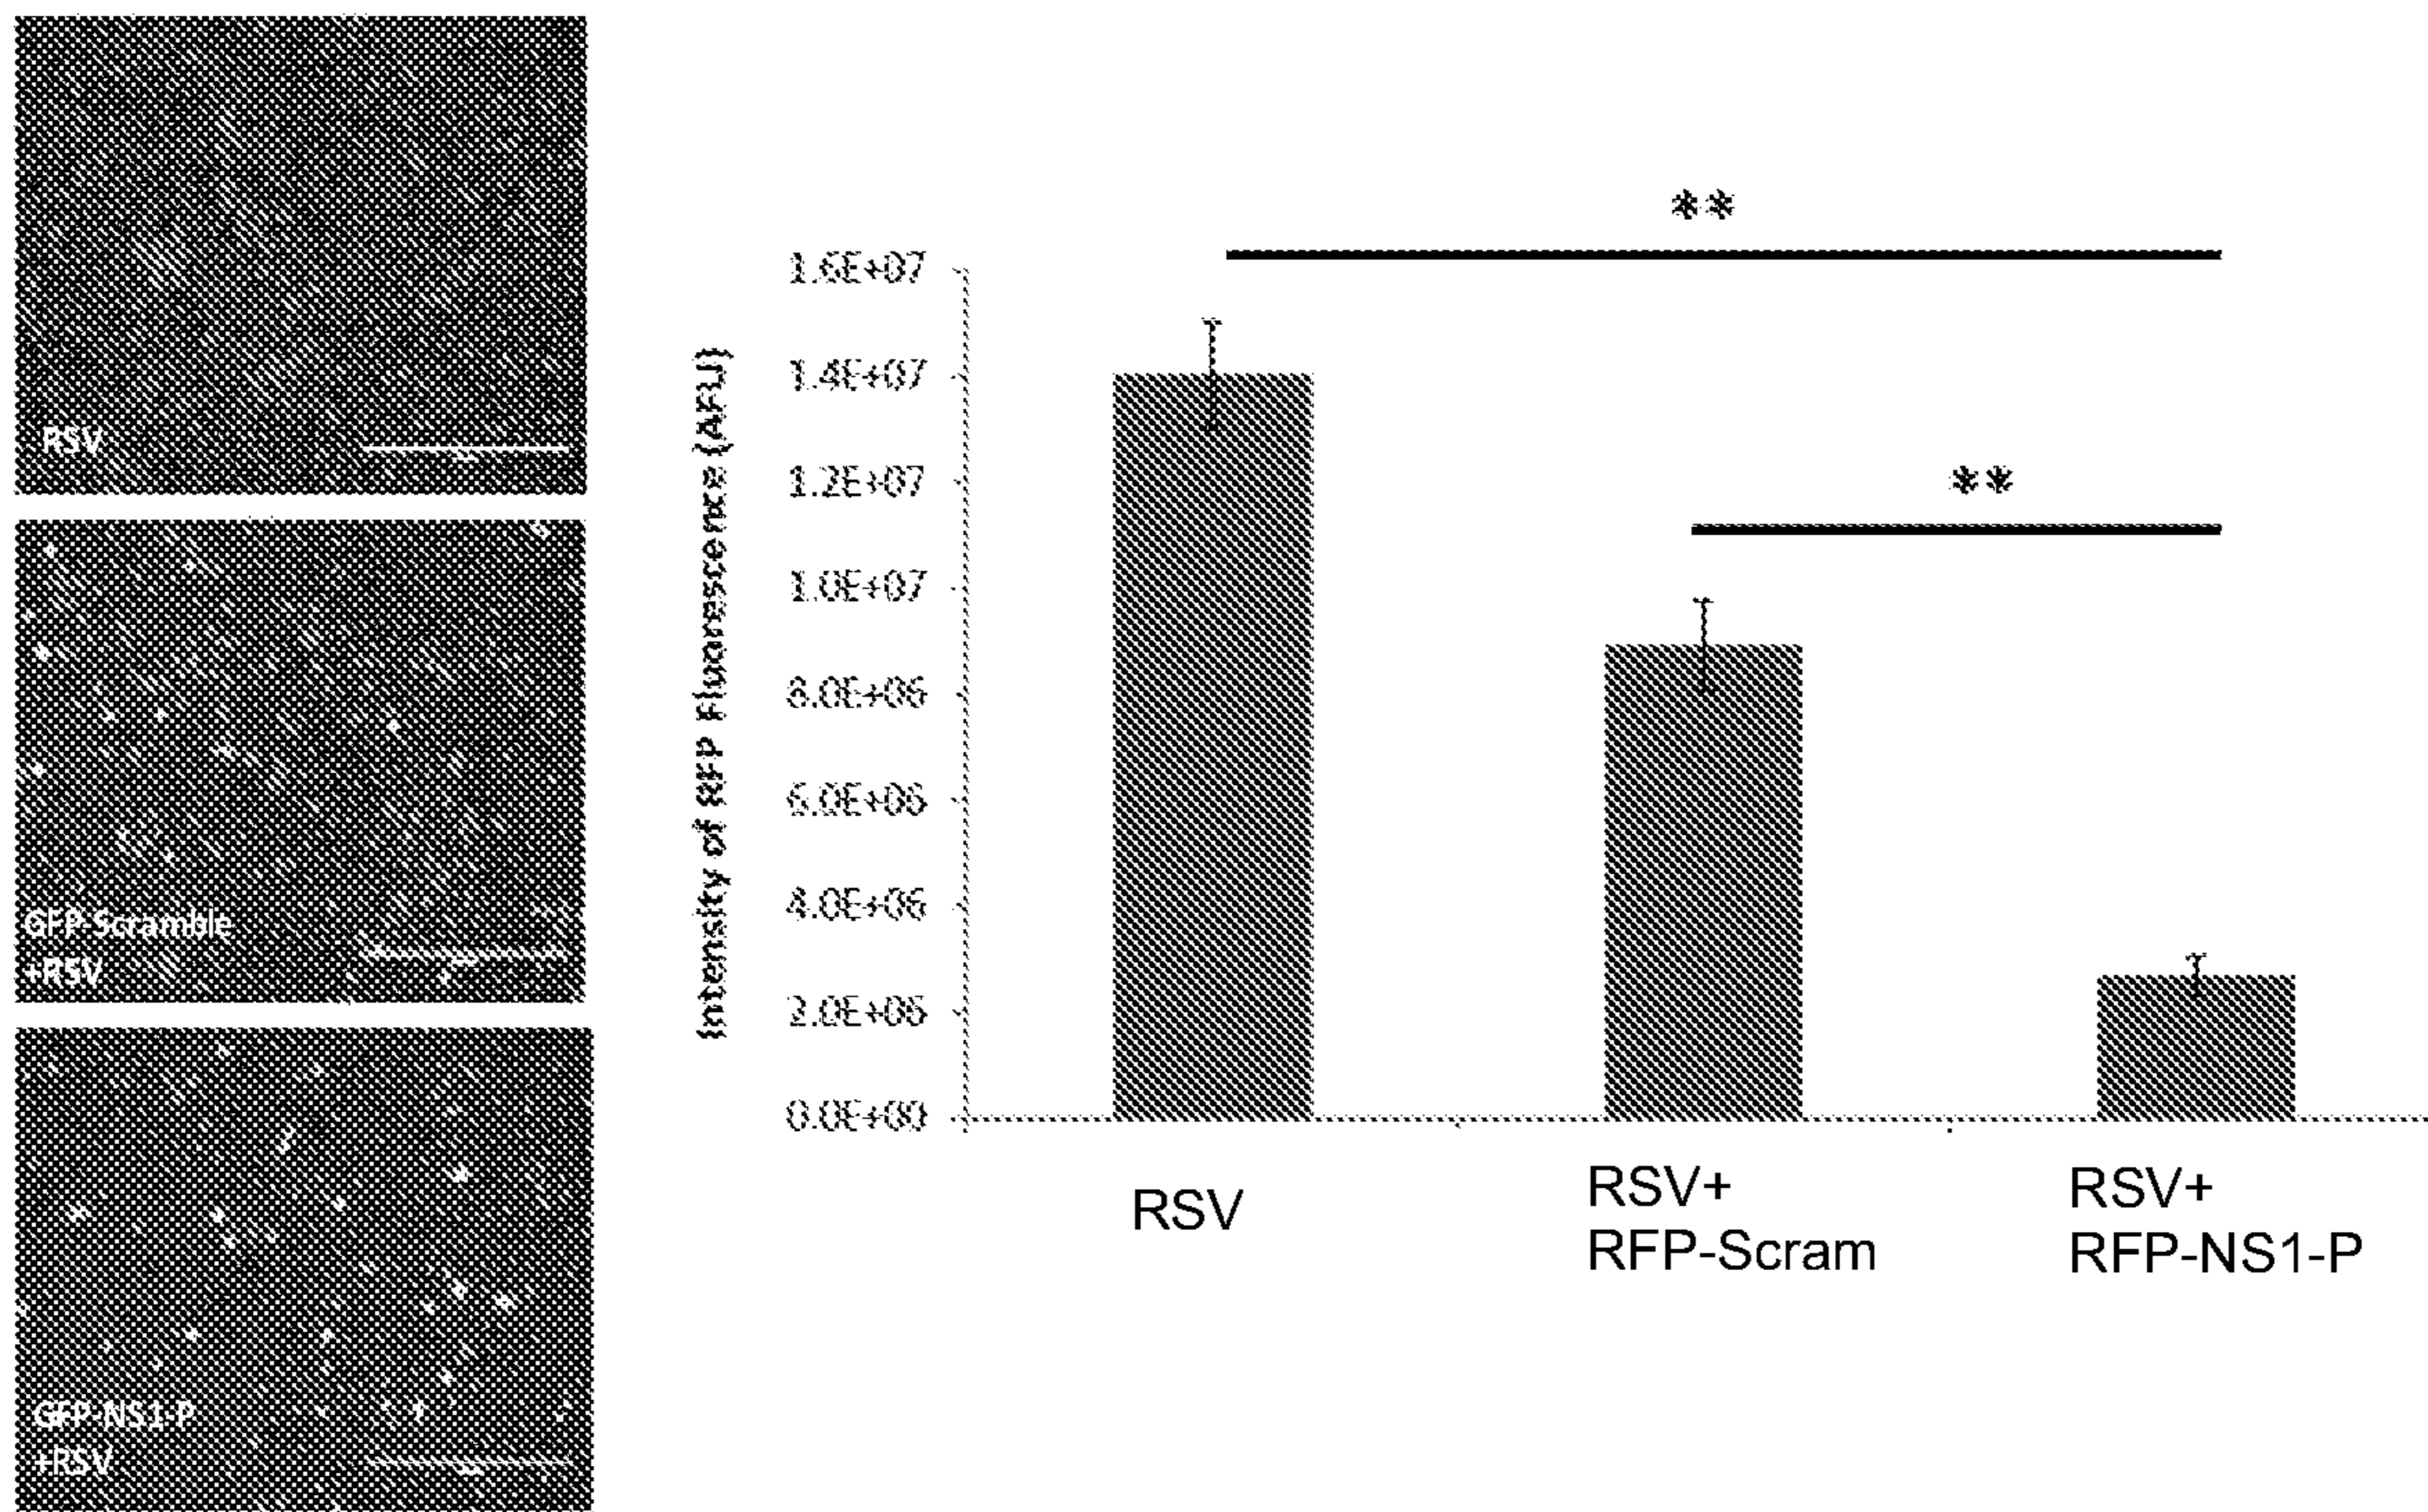 RSV
GFP-Scramble
+RSV
GFP-NS1-P
+RSV
**
**
Intensity of RFP Fluorescence (AFU)
1.6E+07
1.4E+07
1.2E+07
1.0E+07
8.0E+06
6.0E+06
4.0E+06
2.0E+06
0.0E+00
RSV
RSV+
RFP-Scram
RSV+
RFP-NS1-P